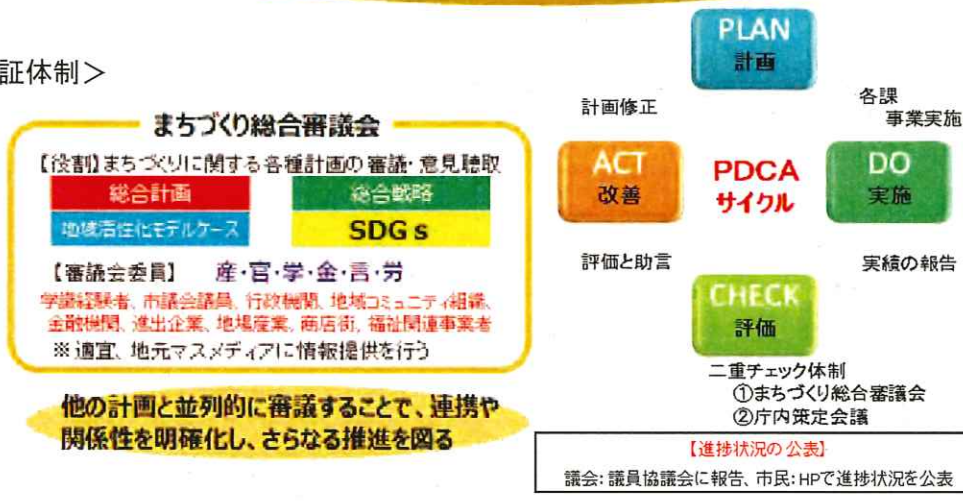 証体制＞
まちづくり総合審議会
【役割】まちづくりに関する各種計画の審議・意見聴取
総合計画
総合戦略
地域活性化モデルケース
SDGs
【審議会委員】 産・官・学・金・言・労
学識経験者、市議会議員、行政機関、地域コミュニティ組織、
金融機関、進出企業、地場産業、商店街、福祉関連事業者
※適宜、地元マスメディアに情報提供を行う
他の計画と並列的に審議することで、連携や
関係性を明確化し、さらなる推進を図る
PLAN
計画
計画修正
各課
事業実施
ACT
改善
PDCA
サイクル
DO
実施
評価と助言
実績の報告
CHECK
評価
二重チェック体制
①まちづくり総合審議会
②庁内策定会議
【進捗状況の公表】
議会：議員協議会に報告、市民：HPで進捗状況を公表